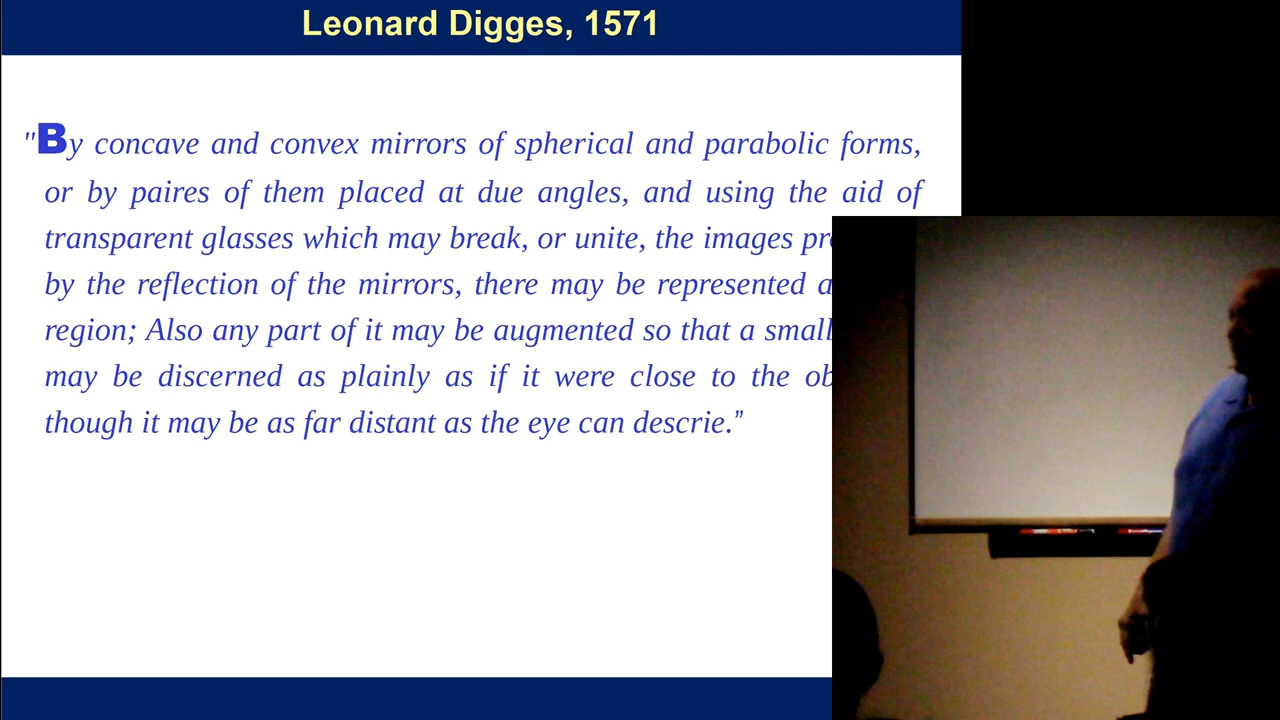 Leonard Digges, 1571
"By concave and convex mirrors of spherical and parabolic forms,
or by paires of them placed at due angles, and using the aid of
transparent glasses which may break, or unite, the images
by the reflection of the mirrors, there may be represented
region; Also any part of it may be augmented so that a small
may be discerned as plainly as if it were close to the
though it may be as far distant as the eye can descrie.”